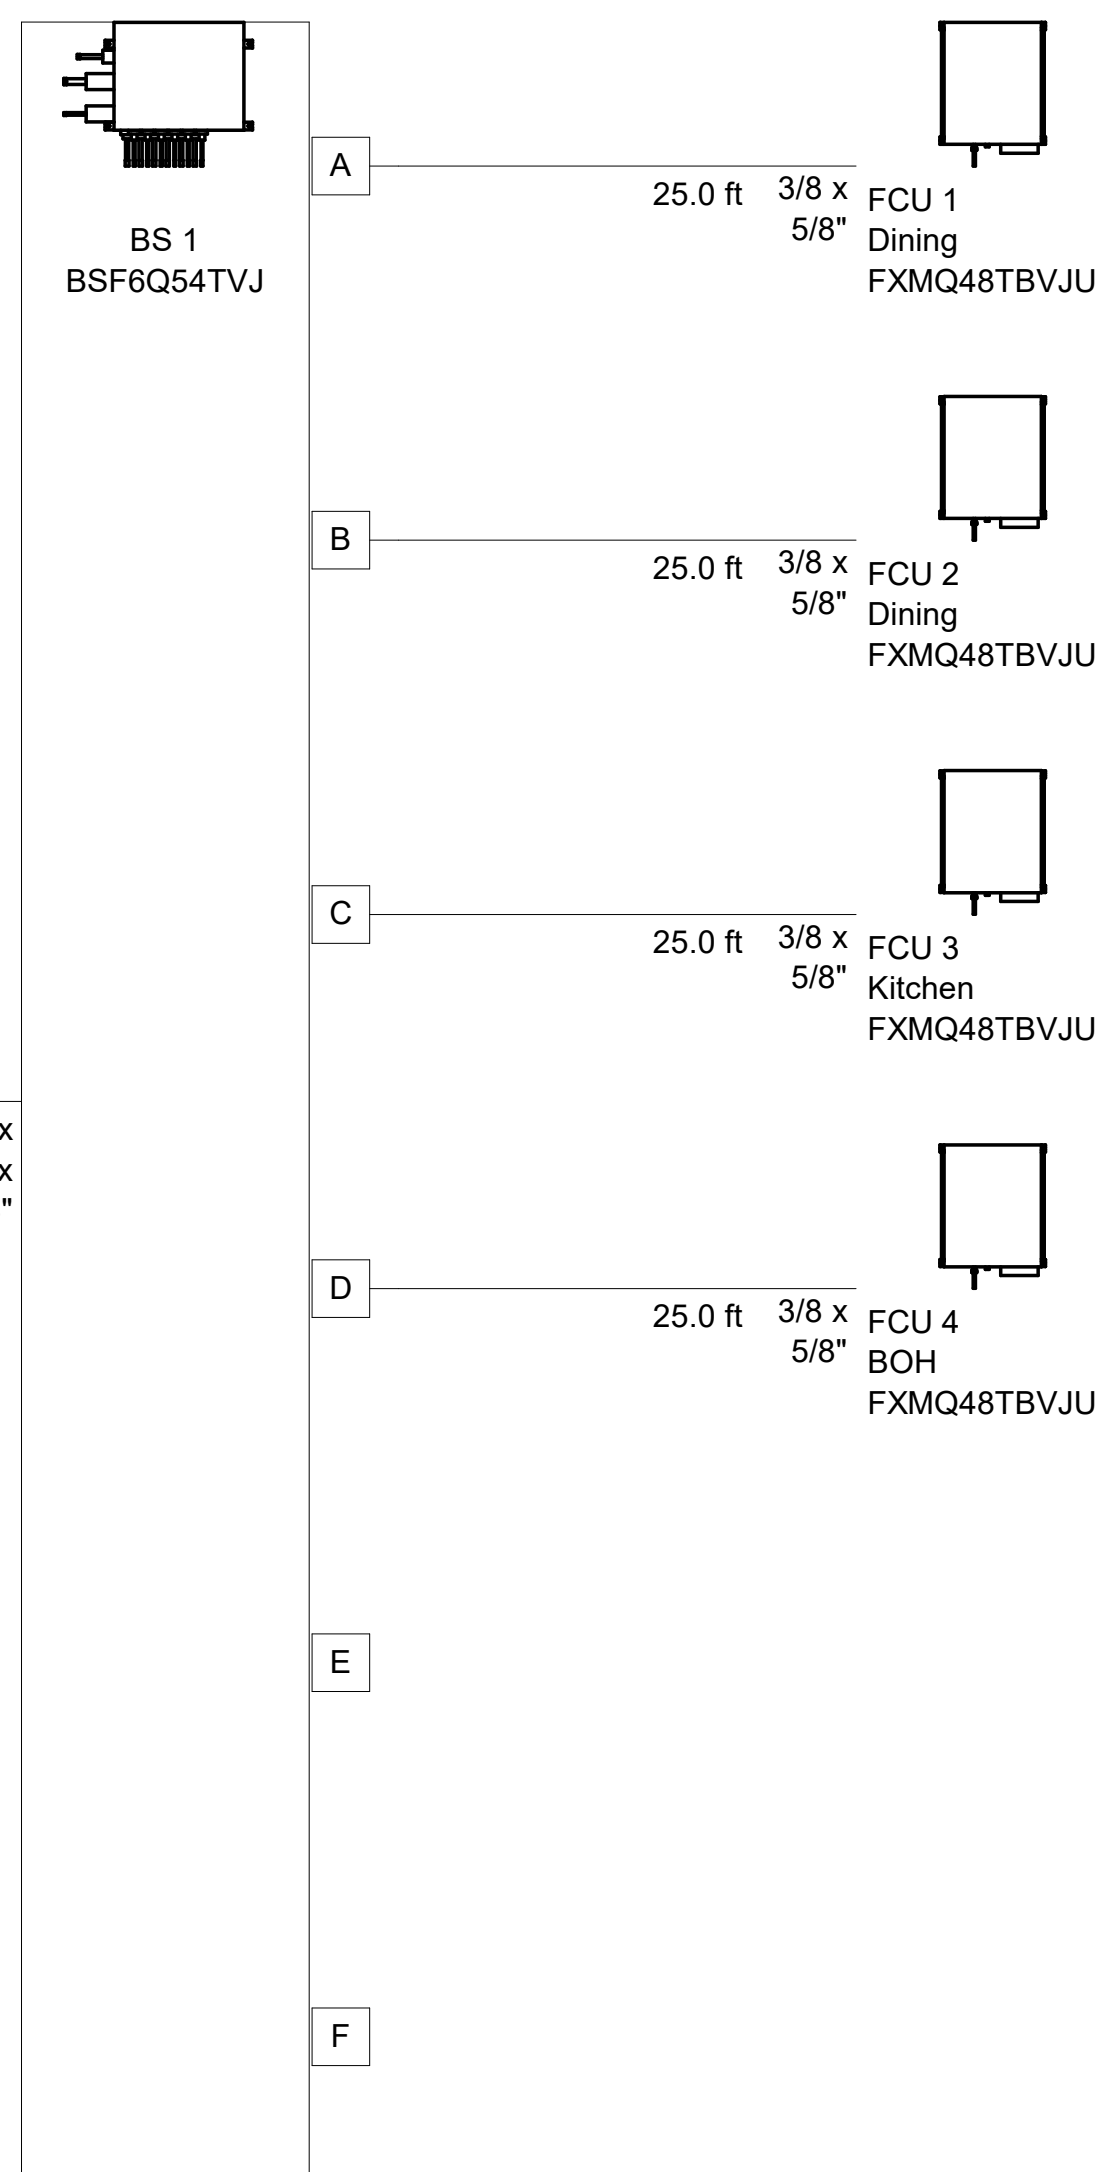 BS 1
BSF6Q54TVJ
A
25.0 ft
3/8 x
5/8"
FCU 1
Dining
FXMQ48TBVJU
B
25.0 ft
3/8 x
5/8"
FCU 2
Dining
FXMQ48TBVJU
C
25.0 ft
3/8 x
5/8"
FCU 3
Kitchen
FXMQ48TBVJU
x
x
"
D
25.0 ft
3/8 x
5/8"
FCU 4
BOH
FXMQ48TBVJU
E
F